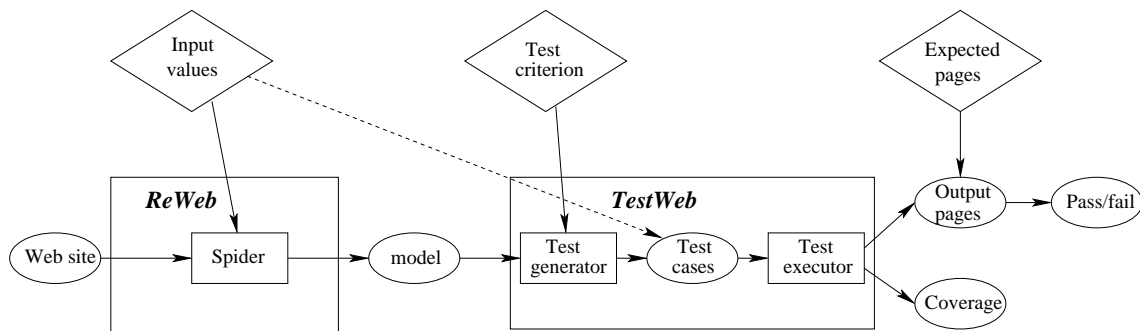 Input
values
Test
criterion
Expected
pages
ReWeb
TestWeb
Web site
Spider
model
Test
generator
Test
cases
Test
executor
Output
pages
Pass/fail
Coverage